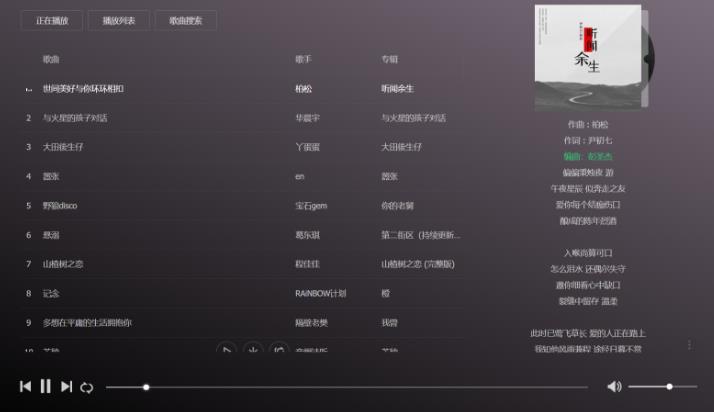 正在播放 播放列表 歌曲搜索
歌曲 歌手 专辑
世间美好与你环环相扣 柏松 听闻余生
2 与火星的孩子对话 华晨宇 与火星的孩子对话
3 大田後生仔 丫蛋蛋 大田後生仔
4 嚣张 en 嚣张
5 野狼disco 宝石gem 你的老舅
6 悬溺 葛东琪 第二街区 (持续更新...
7 山楂树之恋 程佳佳 山楂树之恋 (完整版)
8 记念 RAiNBOW计划 橙
9 多想在平庸的生活拥抱你 隔壁老樊 我曾
10
听闻
余生
作曲：柏松
作词：尹初七
编曲：彭圣杰
偏偏秉烛夜 游
午夜星辰 似奔走之友
爱你每个结痂伤口
酿成的陈年烈酒
入喉尚算可口
怎么泪水 还偶尔失守
邀你细看心中缺口
裂缝中留存 温柔
此时已莺飞草长 爱的人正在路上
我知他风雨兼程 途经日暮不赏